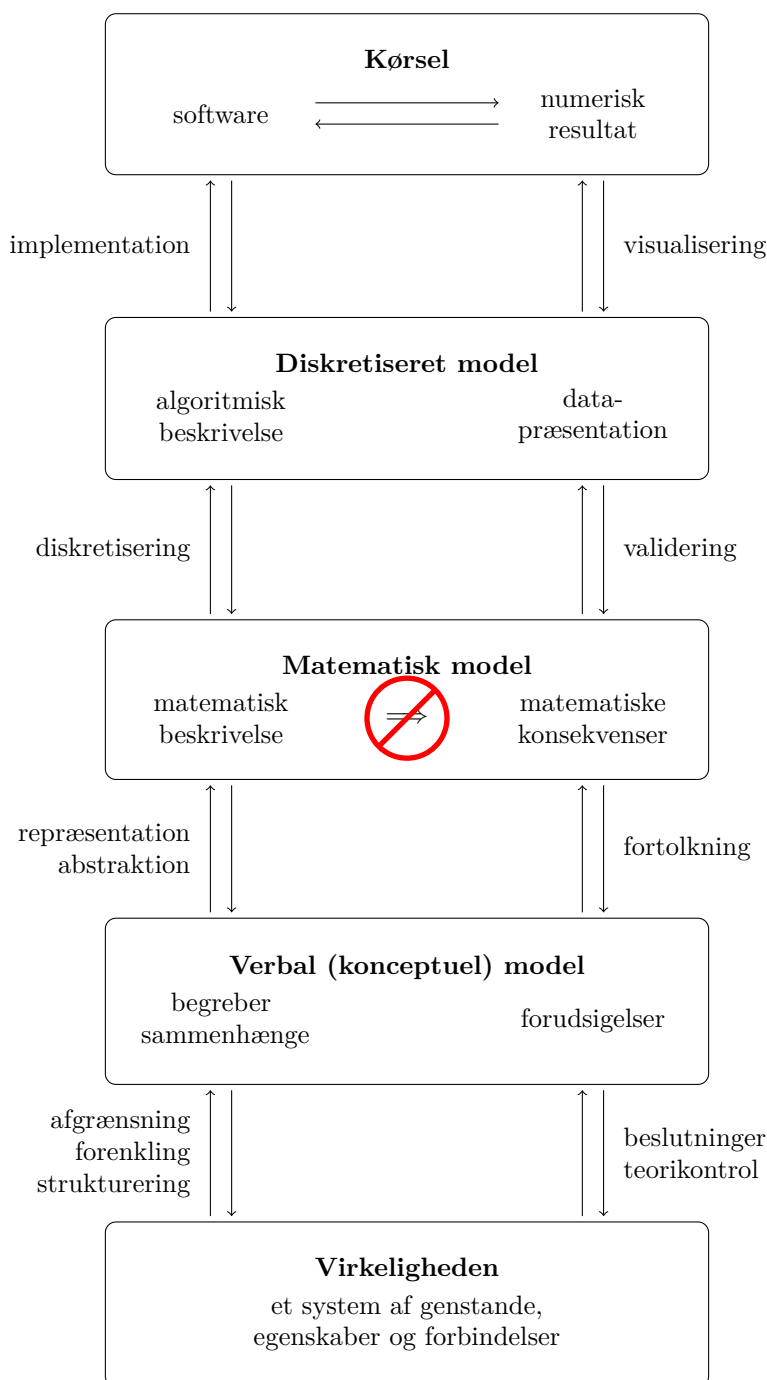 Kørsel
software
numerisk
resultat
implementation
visualisering
Diskretiseret model
algoritmisk
beskrivelse
data-
præsentation
diskretisering
validering
Matematisk model
matematisk
beskrivelse
matematiske
konsekvenser
repræsentation
abstraktion
fortolkning
Verbal (konceptuel) model
begreber
sammenhænge
forudsigelser
afgrænsning
forenkling
strukturering
beslutninger
teorikontrol
Virkeligheden
et system af genstande,
egenskaber og forbindelser